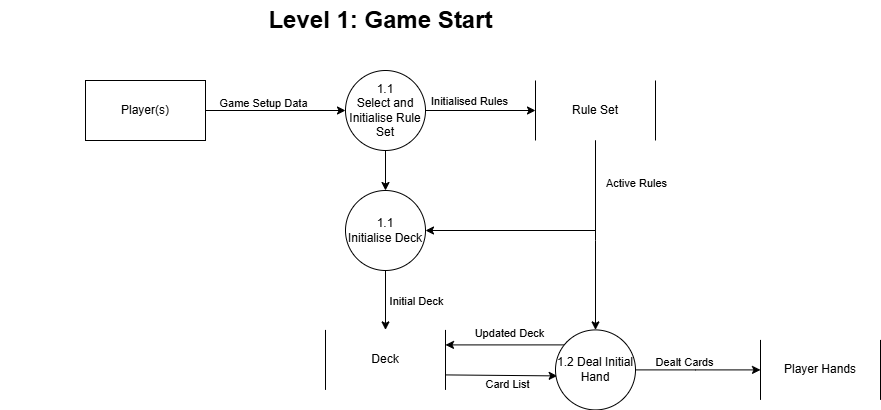 Level 1: Game Start
Player(s)
Game Setup Data
1.1
Select and
Initialise Rule
Set
Initialised Rules
Rule Set
Active Rules
1.1
Initialise Deck
Initial Deck
Deck
Updated Deck
Card List
1.2 Deal Initial
Hand
Dealt Cards
Player Hands